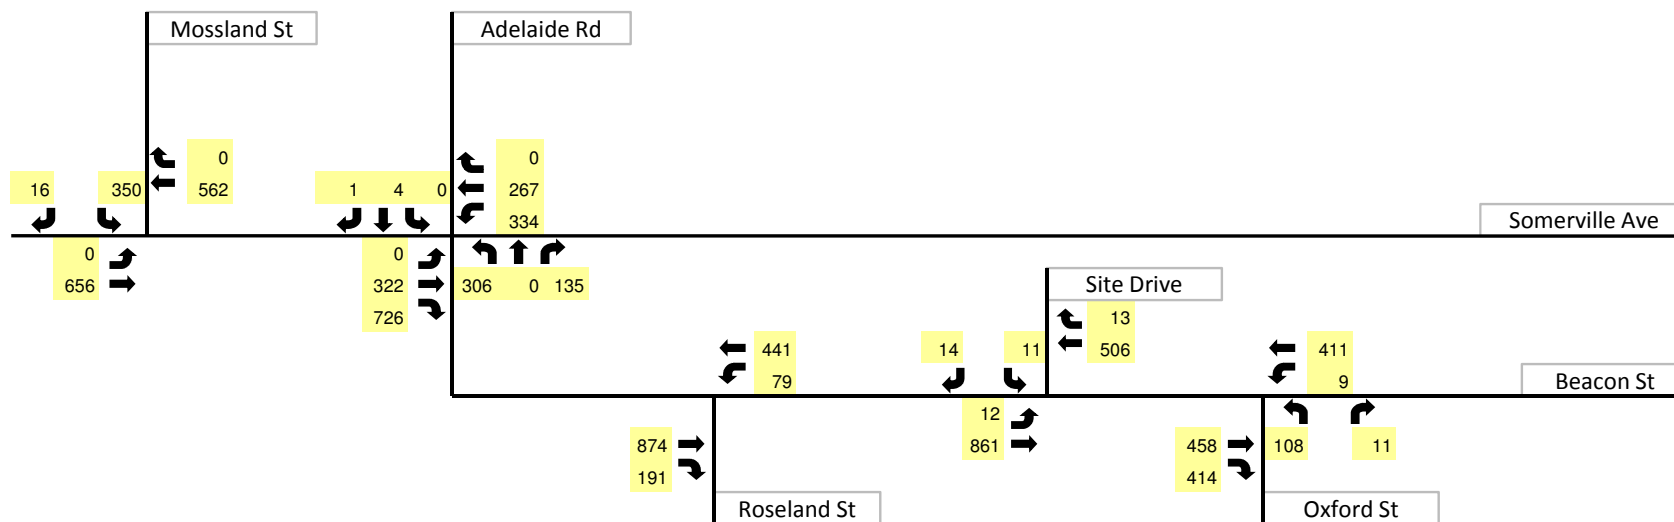 Mossland St
Adelaide Rd
0
0
16 350 562
1 4 0 267
334
Somerville Ave
0
0
656
322 306 0 135
Site Drive
726
13
441 14 11 506 411
79 9
Beacon St
12
874 861 458 108 11
191 414
Roseland St
Oxford St